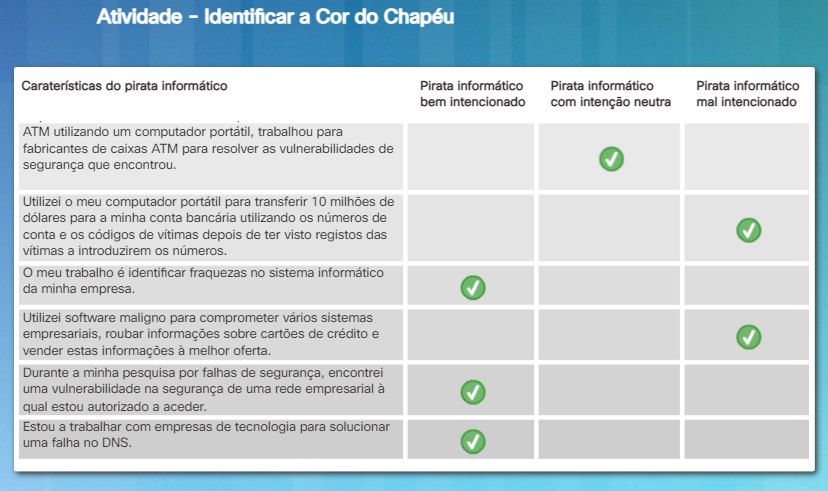 Atividade - Identificar a Cor do Chapéu
Caraterísticas do pirata informático
Pirata informático
bem intencionado
Pirata informático
com intenção neutra
Pirata informático
mal intencionado
ATM utilizando um computador portátil, trabalhou para
fabricantes de caixas ATM para resolver as vulnerabilidades de
segurança que encontrou.
Utilizei o meu computador portátil para transferir 10 milhões de
dólares para a minha conta bancária utilizando os números de
conta e os códigos de vítimas depois de ter visto registos das
vítimas a introduzirem os números.
O meu trabalho é identificar fraquezas no sistema informático
da minha empresa.
Utilizei software maligno para comprometer vários sistemas
empresariais, roubar informações sobre cartões de crédito e
vender estas informações à melhor oferta.
Durante a minha pesquisa por falhas de segurança, encontrei
uma vulnerabilidade na segurança de uma rede empresarial à
qual estou autorizado a aceder.
Estou a trabalhar com empresas de tecnologia para solucionar
uma falha no DNS.